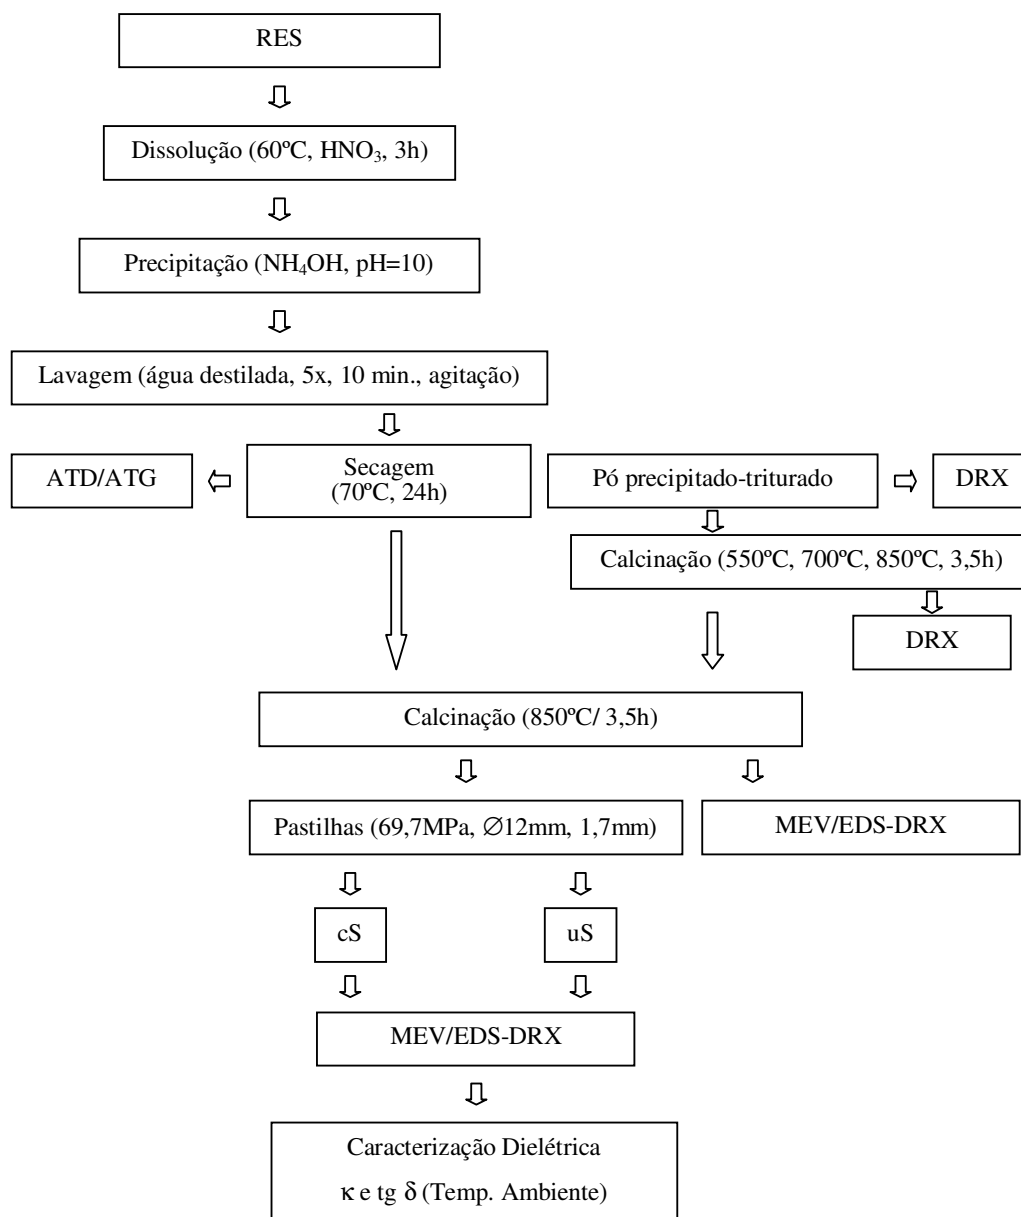 RES
Dissolução (60ºC, HNO₃, 3h)
Precipitação (NH₄OH, pH=10)
Lavagem (água destilada, 5x, 10 min., agitação)
ATD/ATG
Secagem
(70ºC, 24h)
Pó precipitado-triturado
DRX
Calcinação (550ºC, 700ºC, 850ºC, 3,5h)
DRX
Calcinação (850ºC/ 3,5h)
Pastilhas (69,7MPa, ∅12mm, 1,7mm)
MEV/EDS-DRX
cS
uS
MEV/EDS-DRX
Caracterização Dielétrica
κ e tg δ (Temp. Ambiente)